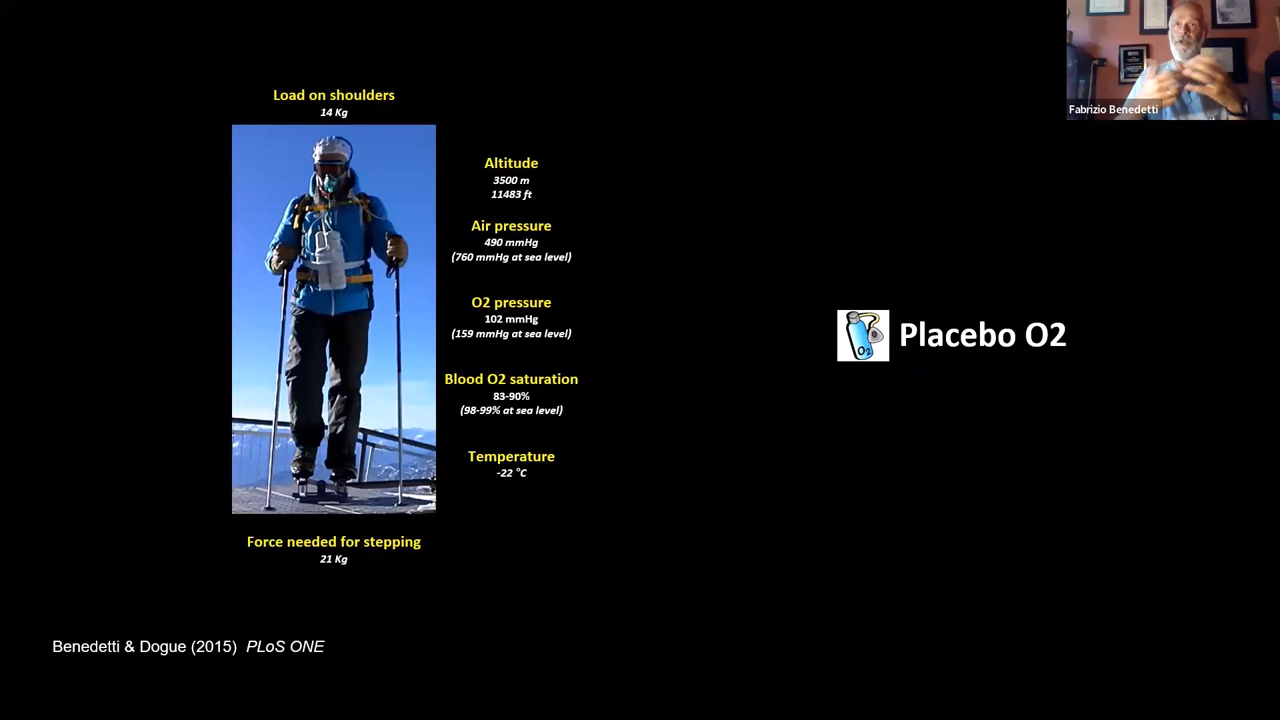 Load on shoulders
14 Kg
Altitude
3500 m
11483 ft
Air pressure
490 mmHg
(760 mmHg at sea level)
O2 pressure
102 mmHg
(159 mmHg at sea level)
Blood O2 saturation
83-90%
(98-99% at sea level)
Temperature
-22 °C
Force needed for stepping
21 Kg
O2
Placebo O2
Benedetti & Dogue (2015) PLoS ONE
Fabrizio Benedetti